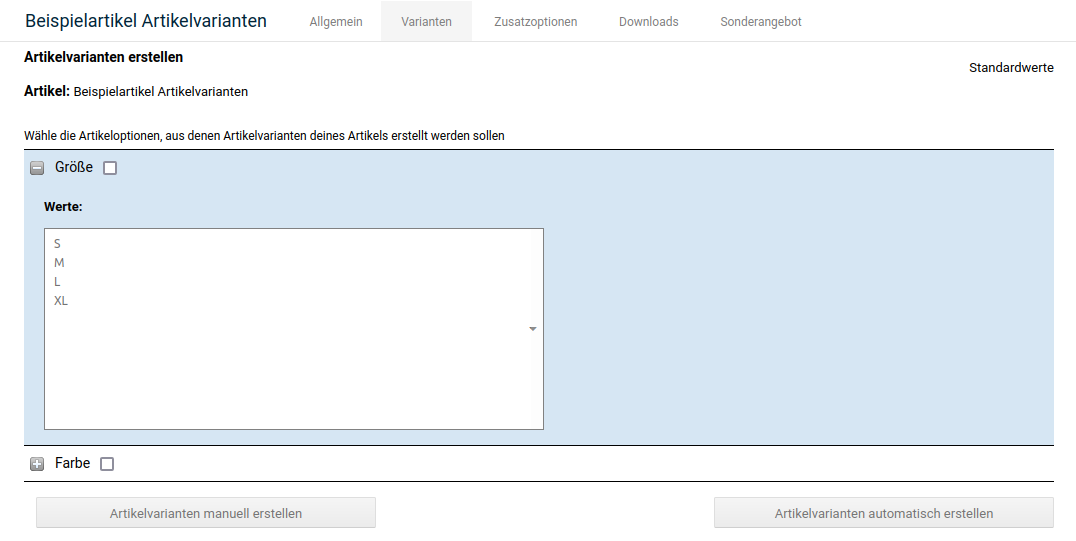 Beispielartikel Artikelvarianten Allgemein Varianten Zusatzoptionen Downloads Sonderangebot
Artikelvarianten erstellen
Standardwerte
Artikel: Beispielartikel Artikelvarianten
Wähle die Artikeloptionen, aus denen Artikelvarianten deines Artikels erstellt werden sollen
Größe
Werte:
S
M
L
XL
Farbe
Artikelvarianten manuell erstellen Artikelvarianten automatisch erstellen